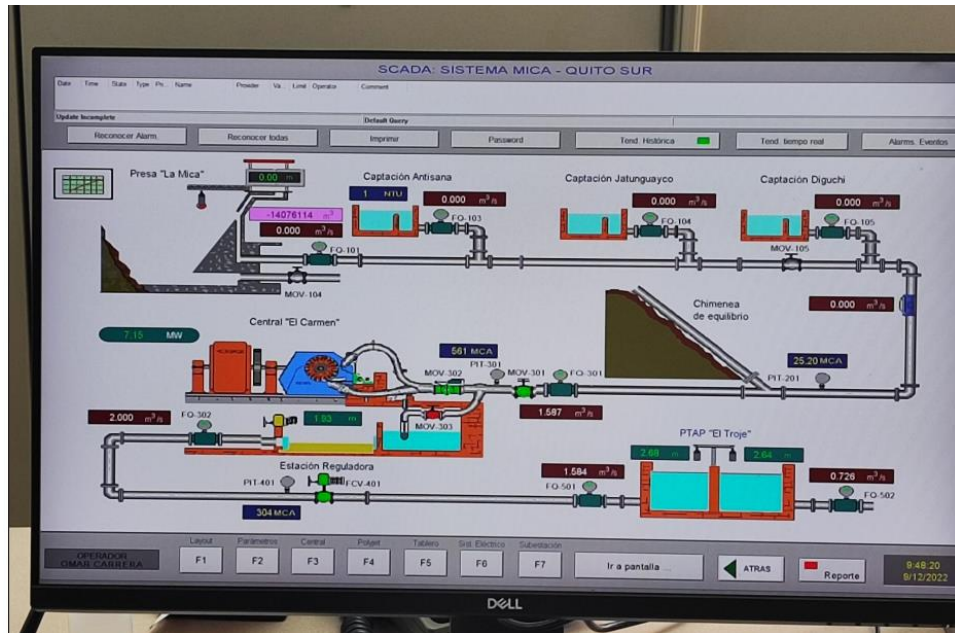 SCADA: SISTEMA MICA - QUITO SUR
Date Time State Type Pri... Name Provider Va... Limit Operator Comment
Update Incomplete Default Query
Reconocer Alarm. Reconocer todas Imprimir Password Tend. Histórica Tend. tiempo real Alarms. Eventos
Presa "La Mica"
0.00 m
-14076114 m³
0.000 m³/s
FQ-101
MOV-104
Captación Antisana
1 NTU
0.000 m³/s
FQ-103
Captación Jatunguayco
0.000 m³/s
FQ-104
Captación Diguchi
0.000 m³/s
FQ-105
MOV-105
0.000 m³/s
Chimenea
de equilibrio
25.20 MCA
PIT-201
Central "El Carmen"
7.15 MW
561 MCA
PIT-301
MOV-302
MOV-301
FQ-301
1.587 m³/s
MOV-303
2.000 m³/s
FQ-302
1.93 m
Estación Reguladora
PIT-401
FCV-401
304 MCA
PTAP "El Troje"
2.68 m
2.64 m
1.584 m³/s
FQ-501
0.726 m³/s
FQ-502
Layout Parámetros Central Polyjet Tablero Sist. Eléctrico Subestación
OPERADOR
OMAR CARRERA
F1 F2 F3 F4 F5 F6 F7
Ir a pantalla ...
ATRAS
Reporte
9:48:20
9/12/2022
DELL